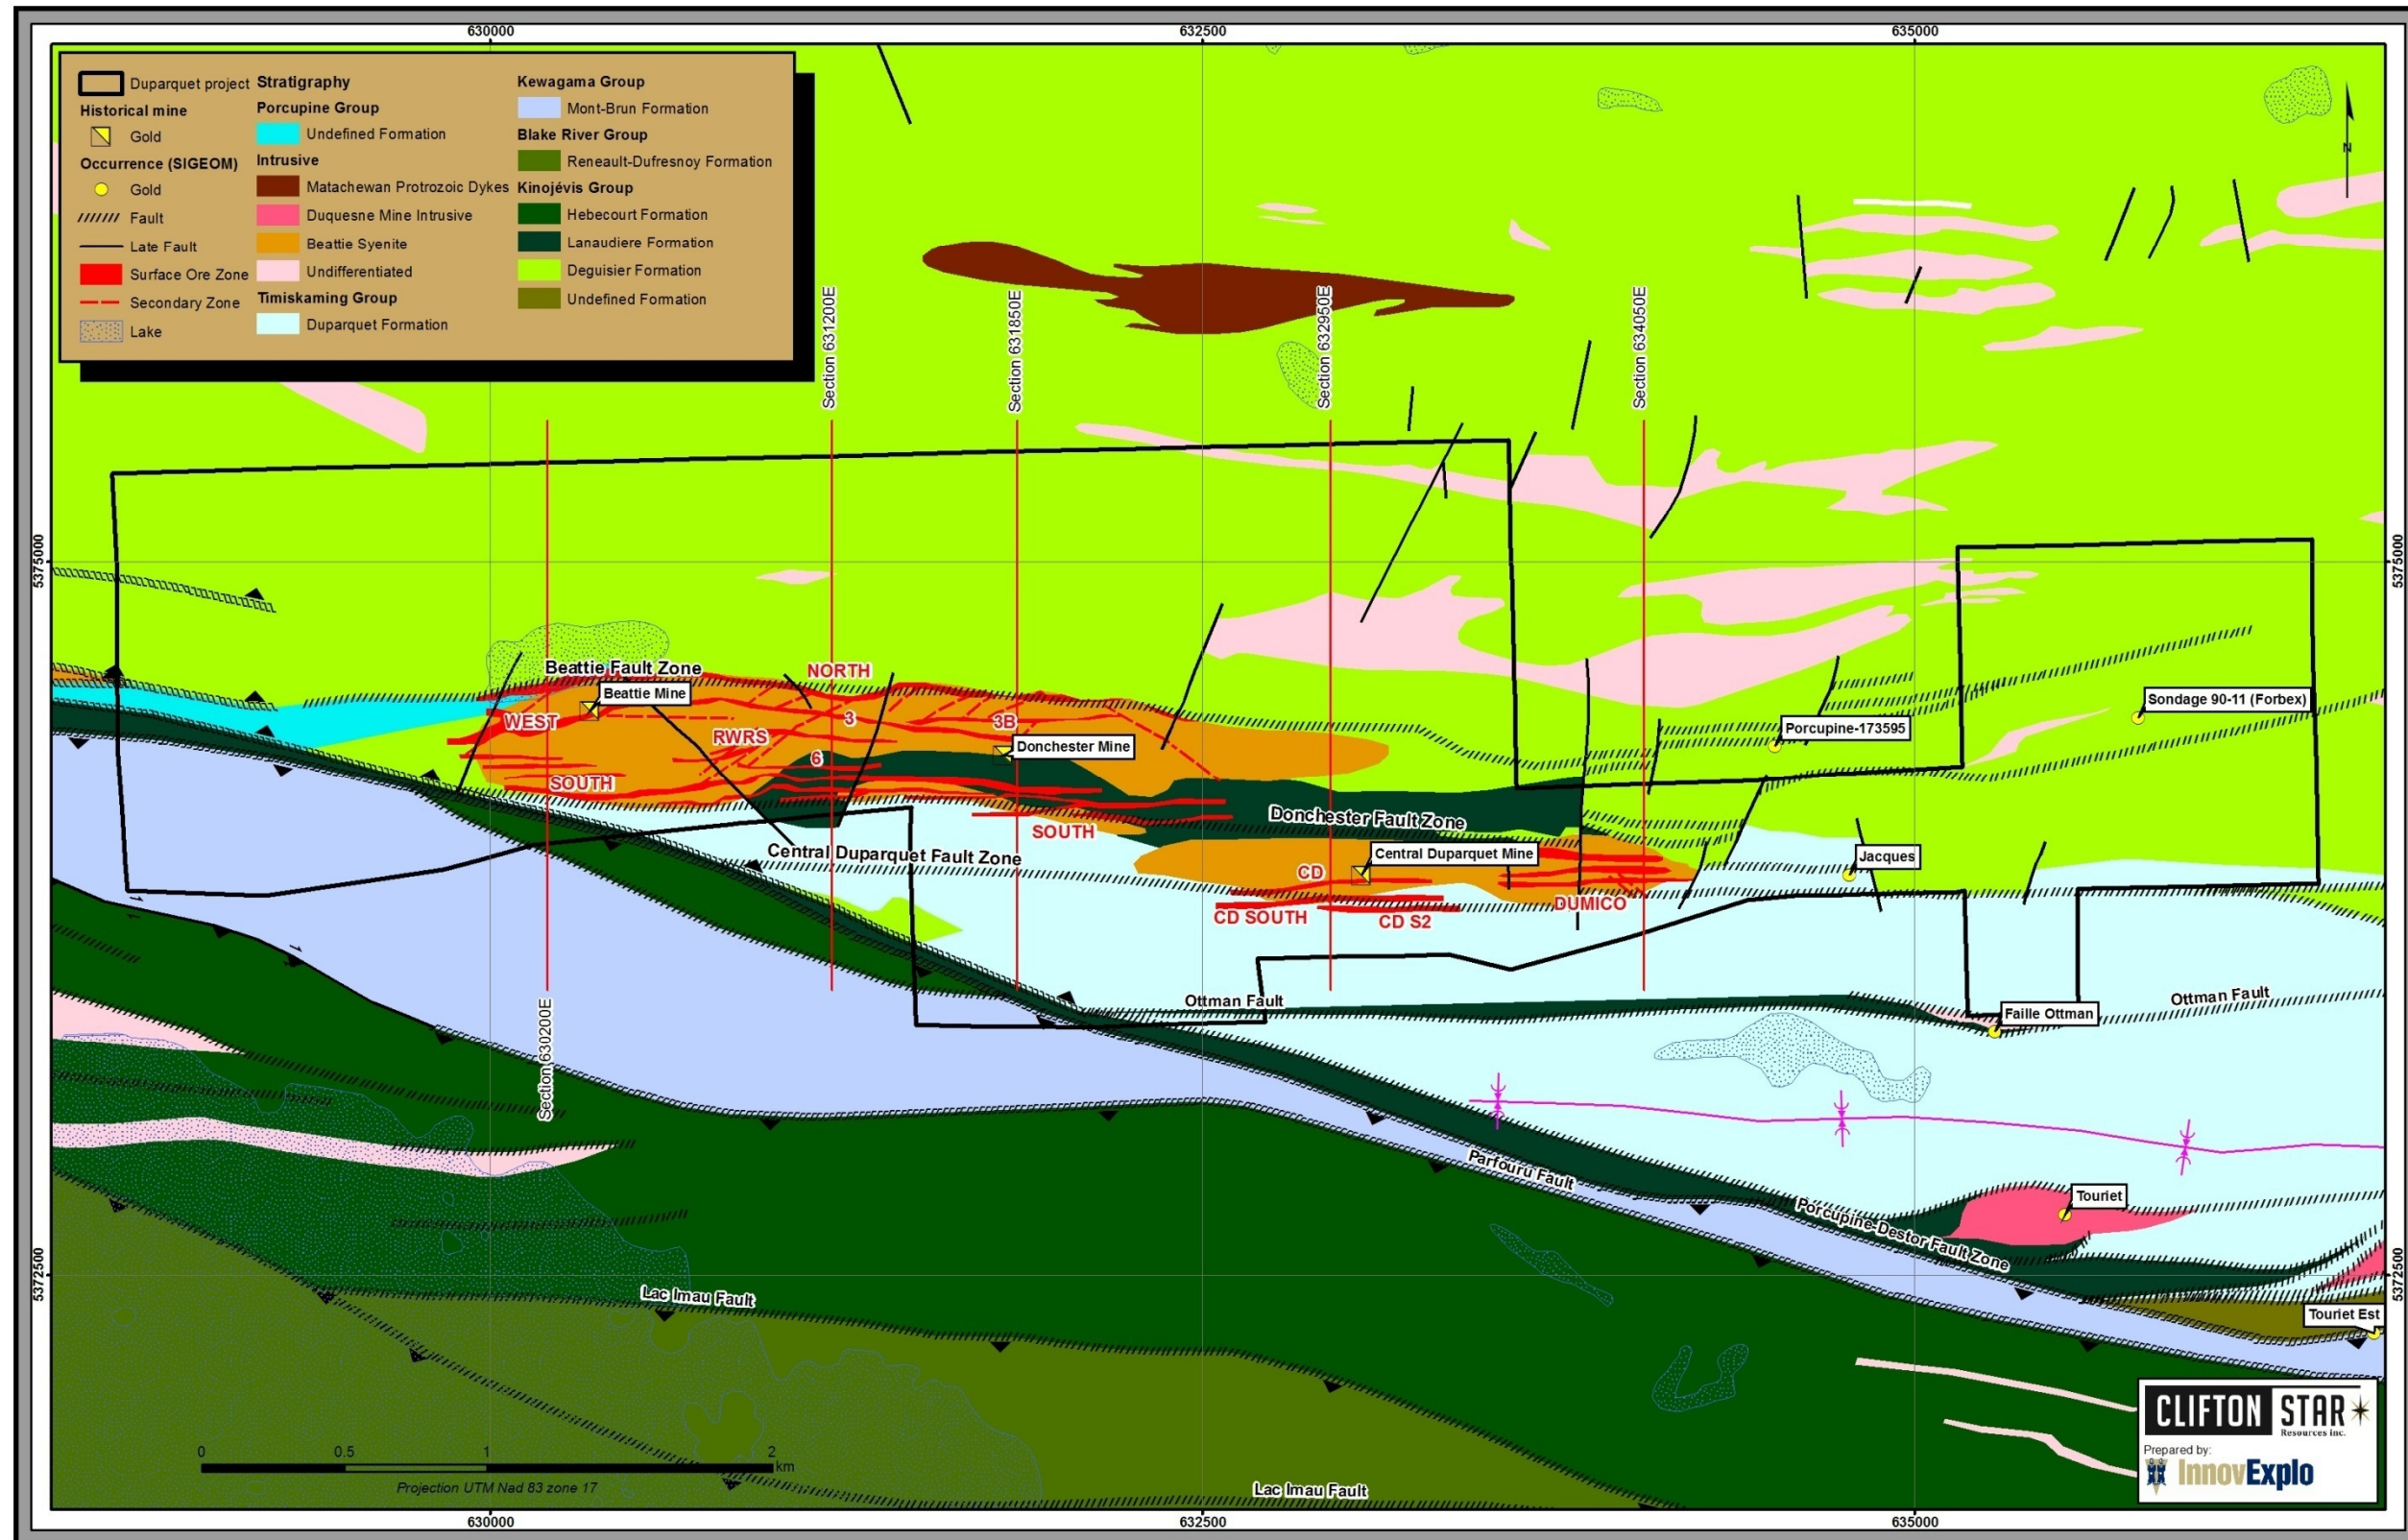 630000
632500
635000
Duparquet project
Historical mine
Gold
Occurrence (SIGEOM)
Gold
Fault
Late Fault
Surface Ore Zone
Secondary Zone
Lake
Stratigraphy
Porcupine Group
Undefined Formation
Intrusive
Matachewan Protrozoic Dykes
Duquesne Mine Intrusive
Beattie Syenite
Undifferentiated
Timiskaming Group
Duparquet Formation
Kewagama Group
Mont-Brun Formation
Blake River Group
Reneault-Dufresnoy Formation
Kinojévis Group
Hebecourt Formation
Lanaudiere Formation
Deguisier Formation
Undefined Formation
N
Section 631200E
Section 631850E
Section 632950E
Section 634050E
5375000
5375000
Beattie Fault Zone
NORTH
Beattie Mine
WEST
3
3B
RWRS
Donchester Mine
6
SOUTH
Sondage 90-11 (Forbex)
Porcupine-173595
SOUTH
Donchester Fault Zone
Central Duparquet Fault Zone
Central Duparquet Mine
Jacques
CD
DUMICO
CD SOUTH
CD S2
Ottman Fault
Ottman Fault
Faille Ottman
Section 630200E
Parfouru Fault
Porcupine-Destor Fault Zone
Touriet
5372500
5372500
Lac Imau Fault
Touriet Est
0
0.5
1
2
km
Projection UTM Nad 83 zone 17
Lac Imau Fault
CLIFTON STAR
Resources inc.
Prepared by:
InnovExplo
630000
632500
635000